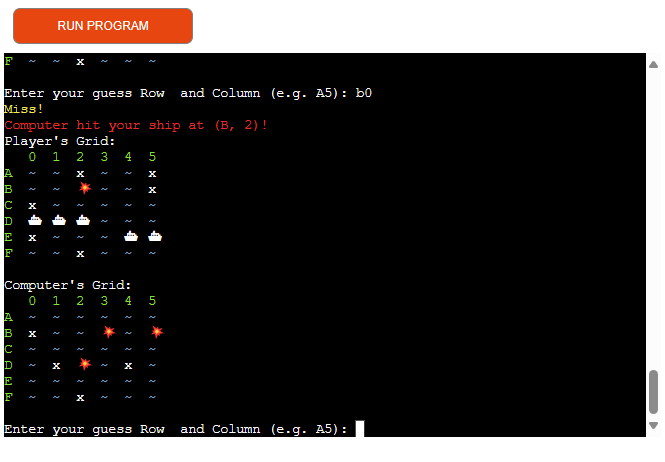 RUN PROGRAM
F ~ ~ x ~ ~ ~
Enter your guess Row  and Column (e.g. A5): b0
Miss!
Computer hit your ship at (B, 2)!
Player's Grid:
0 1 2 3 4 5
A ~ ~ x ~ ~ x
B ~ ~ 💥 ~ ~ x
C x ~ ~ ~ ~ ~
D ⛴ ⛴ ⛴ ~ ~ ~
E x ~ ~ ~ ⛴ ⛴
F ~ ~ x ~ ~ ~
Computer's Grid:
0 1 2 3 4 5
A ~ ~ ~ ~ ~ ~
B x ~ ~ 💥 ~ 💥
C ~ ~ ~ ~ ~ ~
D ~ x 💥 ~ x ~
E ~ ~ ~ ~ ~ ~
F ~ ~ x ~ ~ ~
Enter your guess Row  and Column (e.g. A5):